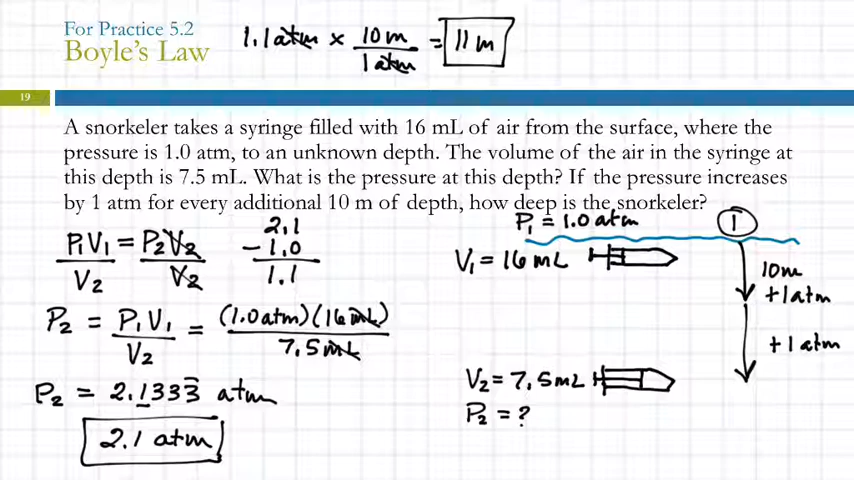 For Practice 5.2
Boyle's Law
1.1 atm × 10 m / 1 atm = 11 m
19
A snorkeler takes a syringe filled with 16 mL of air from the surface, where the
pressure is 1.0 atm, to an unknown depth. The volume of the air in the syringe at
this depth is 7.5 mL. What is the pressure at this depth? If the pressure increases
by 1 atm for every additional 10 m of depth, how deep is the snorkeler?
P₁V₁ / V₂ = P₂V₂ / V₂
2.1
- 1.0
1.1
P₂ = P₁V₁ / V₂ = (1.0 atm)(16 mL) / 7.5 mL
P₂ = 2.1333̅ atm
2.1 atm
P₁ = 1.0 atm
1
V₁ = 16 mL
10m
+1 atm
+1 atm
V₂ = 7.5 mL
P₂ = ?